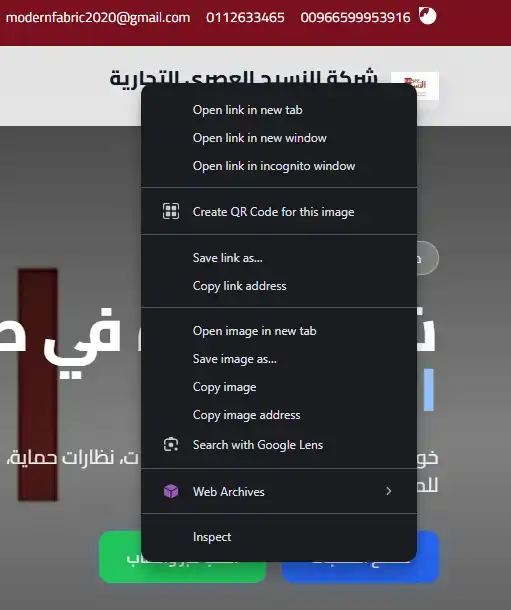 modernfabric2020@gmail.com 0112633465 00966599953916
شركة النسيج العصري التجارية
Open link in new tab
Open link in new window
Open link in incognito window
Create QR Code for this image
Save link as...
Copy link address
Open image in new tab
Save image as...
Copy image
Copy image address
Search with Google Lens
Web Archives
Inspect
في
نظارات حماية،